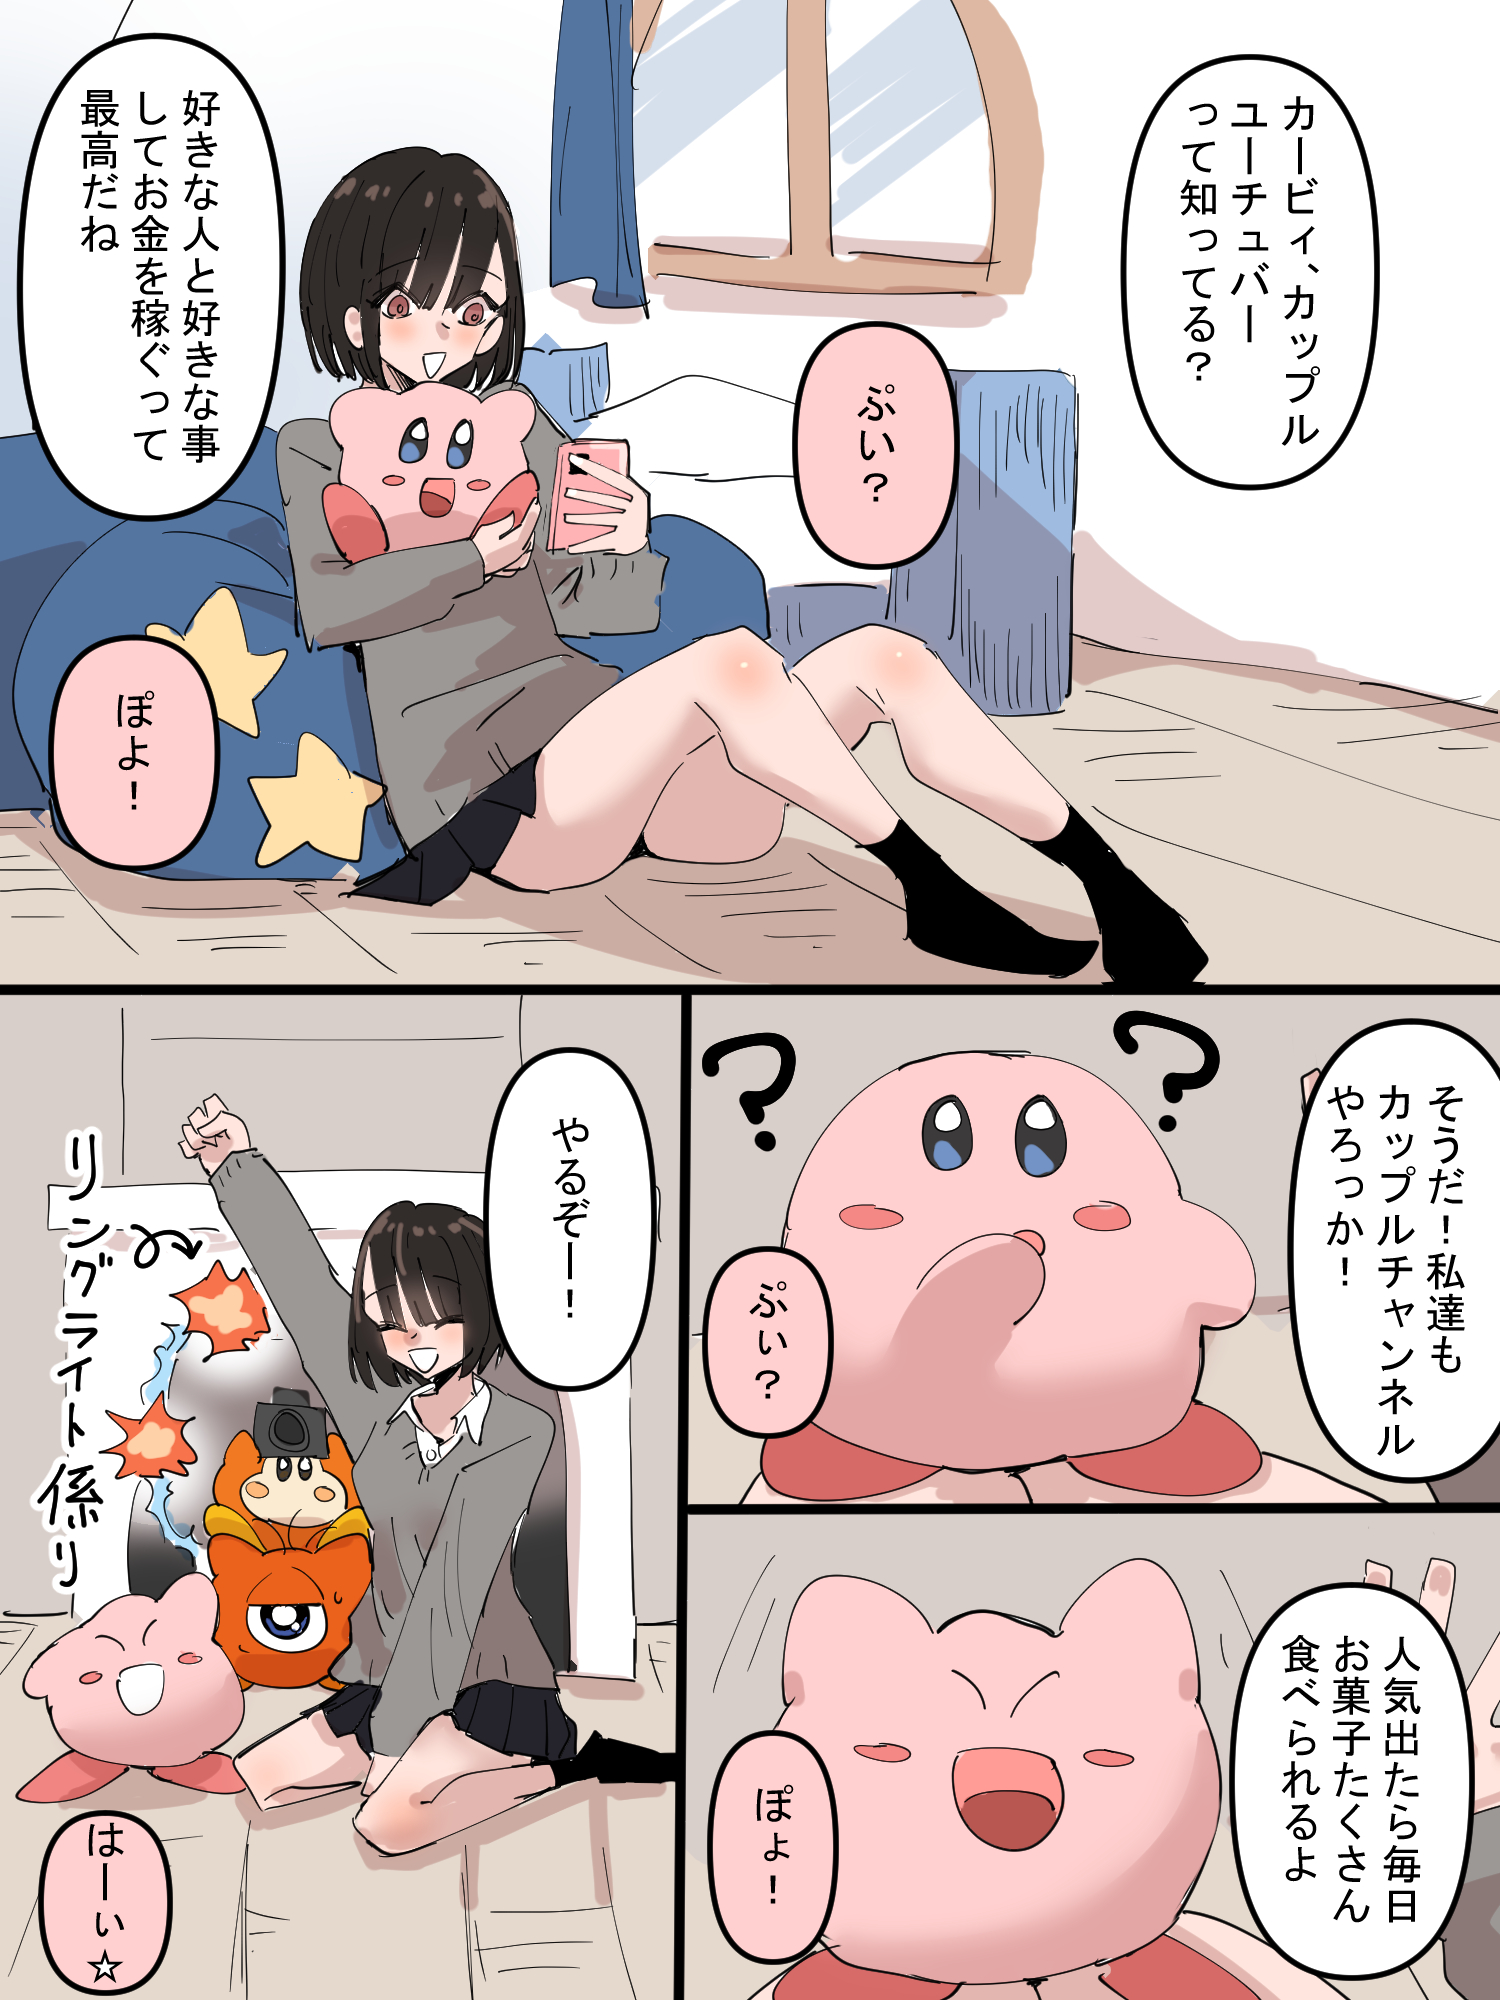 カービィ、カップル
ユーチュバー
って知ってる？
ぷい？
好きな人と好きな事
してお金を稼ぐって
最高だね
ぽよ！
そうだ！私達も
カップルチャンネル
やろっか！
？
？
ぷぃ？
人気出たら毎日
お菓子たくさん
食べられるよ
ぽょ！
やるぞー！
リングライト係り
はーぃ☆